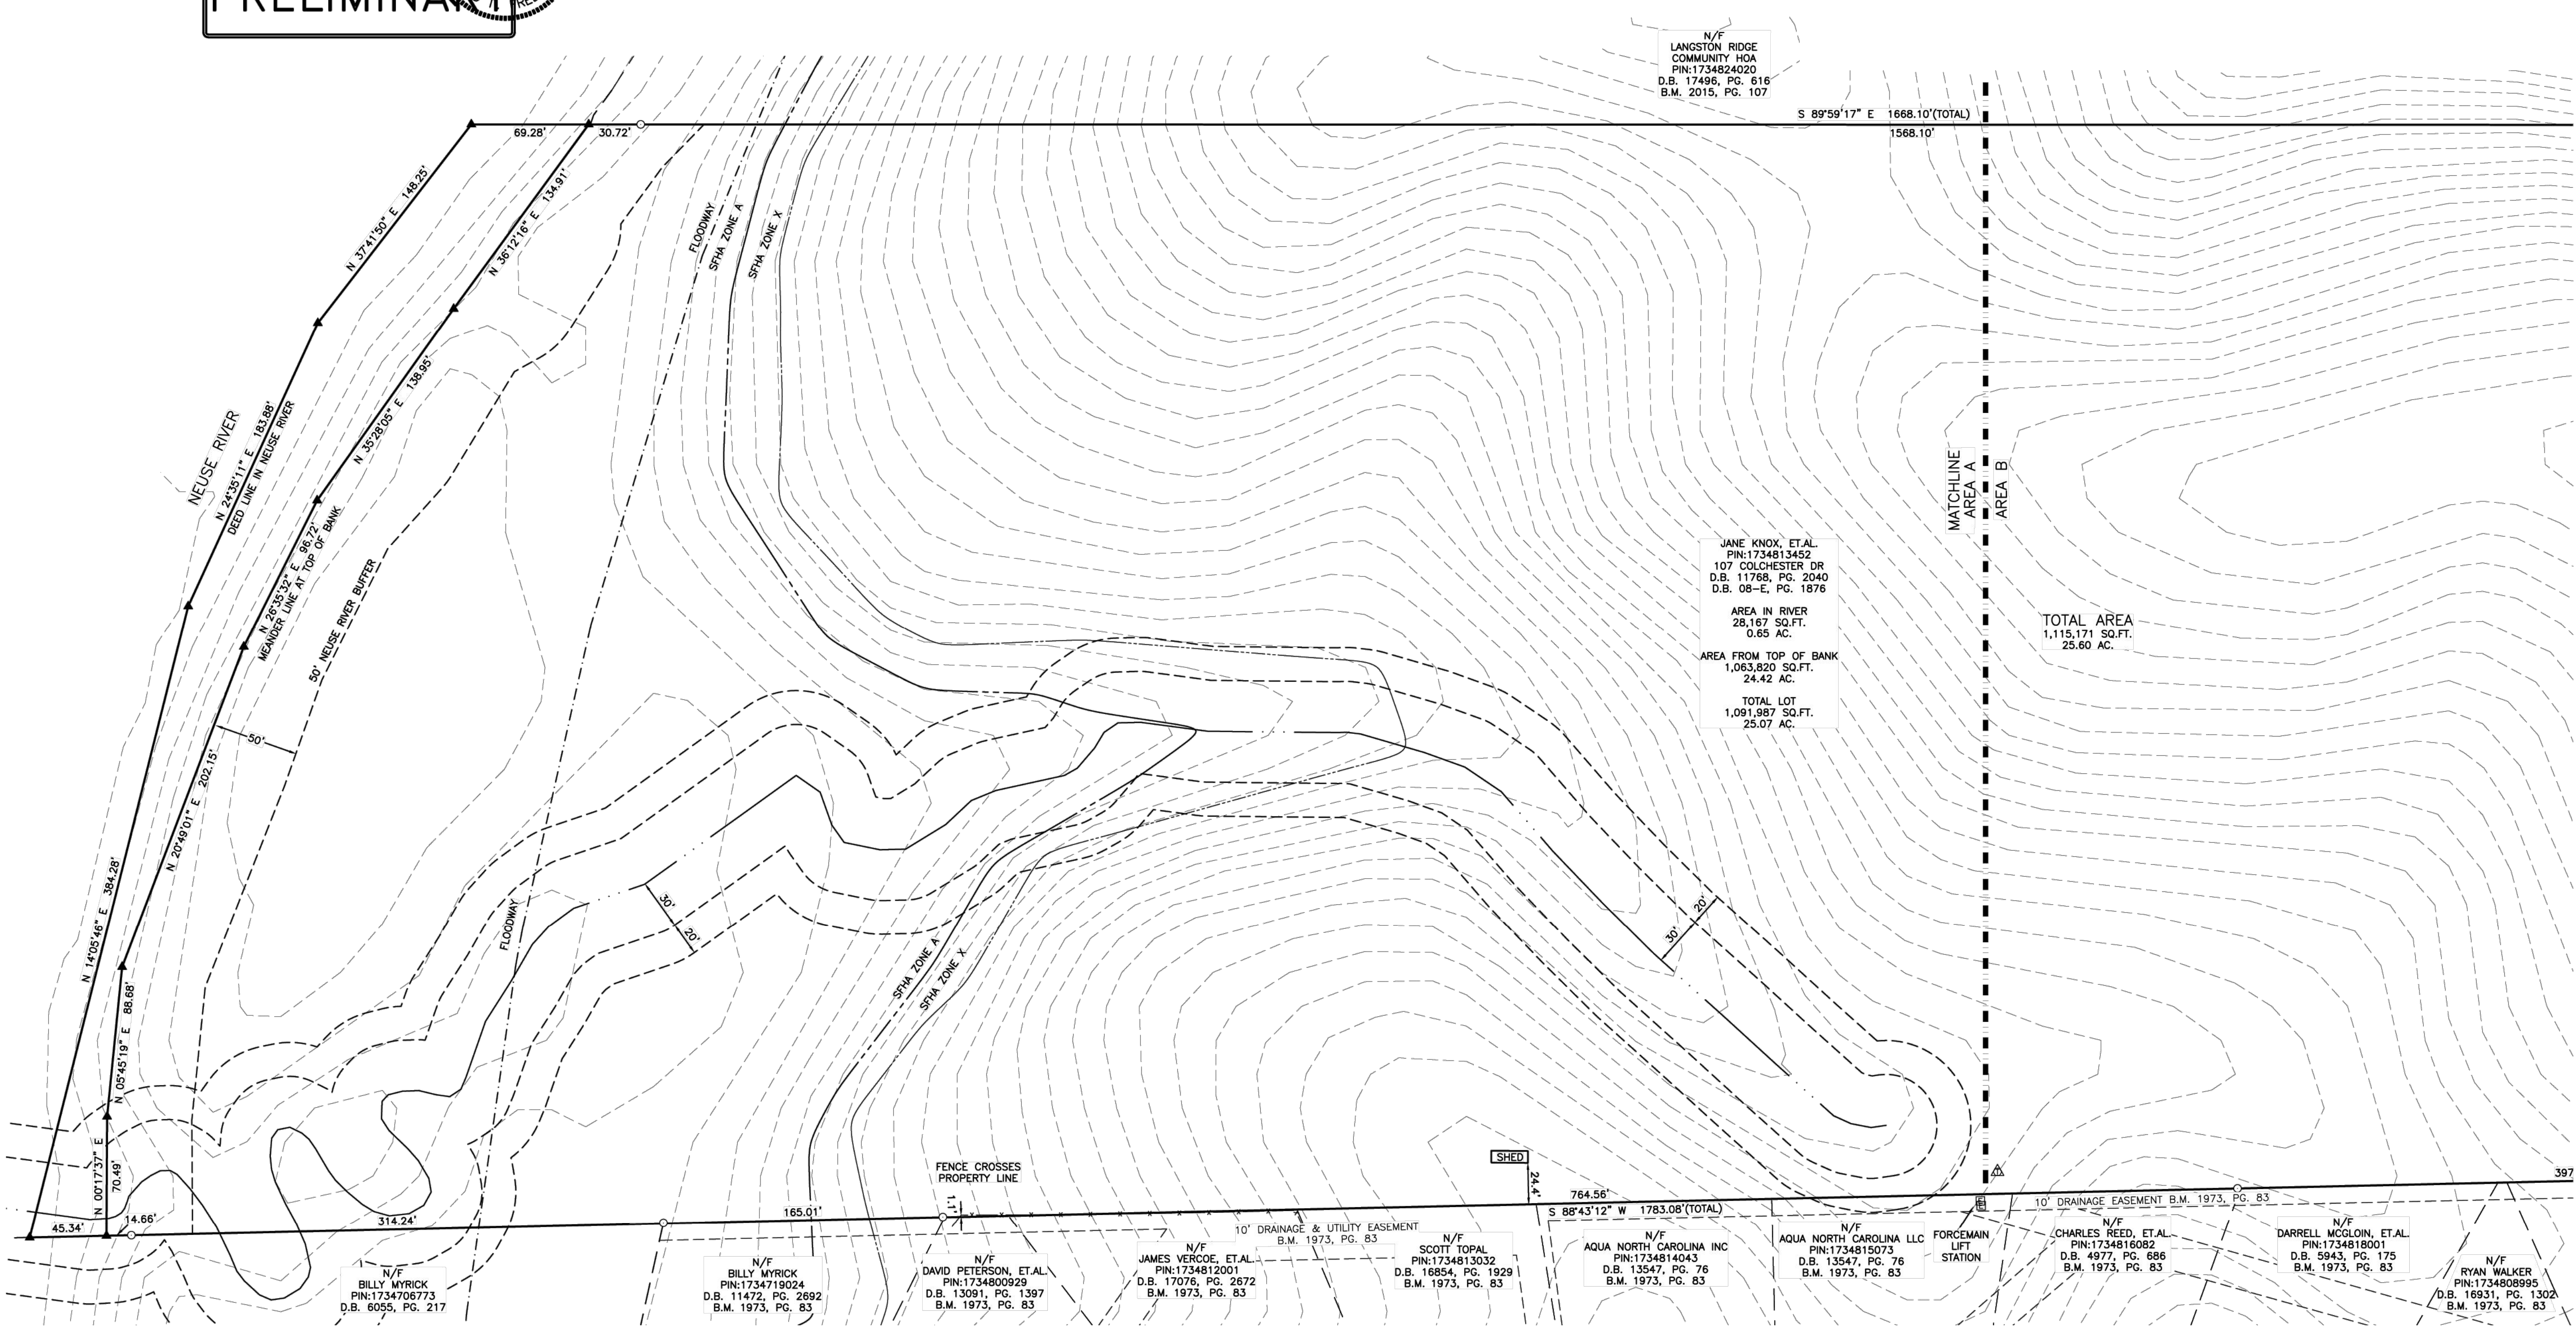 PRELIMINARY
N/F
LANGSTON RIDGE
COMMUNITY HOA
PIN:1734824020
D.B. 17496, PG. 616
B.M. 2015, PG. 107
S 89°59'17" E 1668.10'(TOTAL)
1568.10'
69.28'
30.72'
N 37°41'50" E 148.25'
N 36°12'16" E 134.91'
FLOODWAY
SFHA ZONE A
SFHA ZONE X
N 35°28'05" E 138.95'
NEUSE RIVER
N 24°35'11" E 183.88'
DEED LINE IN NEUSE RIVER
N 26°35'32" E 96.72'
MEANDER LINE AT TOP OF BANK
50' NEUSE RIVER BUFFER
MATCHLINE
AREA A
AREA B
JANE KNOX, ET.AL.
PIN:1734813452
107 COLCHESTER DR
D.B. 11768, PG. 2040
D.B. 08-E, PG. 1876
AREA IN RIVER
28,167 SQ.FT.
0.65 AC.
AREA FROM TOP OF BANK
1,063,820 SQ.FT.
24.42 AC.
TOTAL LOT
1,091,987 SQ.FT.
25.07 AC.
TOTAL AREA
1,115,171 SQ.FT.
25.60 AC.
50'
N 20°49'01" E 202.15'
N 14°05'46" E 384.28'
FLOODWAY
30'
20'
30'
20'
SFHA ZONE A
SFHA ZONE X
N 05°45'19" E 88.68'
N 00°17'37" E
70.49'
45.34'
14.66'
314.24'
165.01'
FENCE CROSSES
PROPERTY LINE
1.1'
SHED
24.4'
764.56'
S 88°43'12" W 1783.08'(TOTAL)
397
10' DRAINAGE EASEMENT B.M. 1973, PG. 83
10' DRAINAGE & UTILITY EASEMENT
B.M. 1973, PG. 83
N/F
BILLY MYRICK
PIN:1734706773
D.B. 6055, PG. 217
N/F
BILLY MYRICK
PIN:1734719024
D.B. 11472, PG. 2692
B.M. 1973, PG. 83
N/F
DAVID PETERSON, ET.AL.
PIN:1734800929
D.B. 13091, PG. 1397
B.M. 1973, PG. 83
N/F
JAMES VERCOE, ET.AL.
PIN:1734812001
D.B. 17076, PG. 2672
B.M. 1973, PG. 83
N/F
SCOTT TOPAL
PIN:1734813032
D.B. 16854, PG. 1929
B.M. 1973, PG. 83
N/F
AQUA NORTH CAROLINA INC
PIN:1734814043
D.B. 13547, PG. 76
B.M. 1973, PG. 83
N/F
AQUA NORTH CAROLINA LLC
PIN:1734815073
D.B. 13547, PG. 76
B.M. 1973, PG. 83
FORCEMAIN
LIFT
STATION
N/F
CHARLES REED, ET.AL.
PIN:1734816082
D.B. 4977, PG. 686
B.M. 1973, PG. 83
N/F
DARRELL MCGLOIN, ET.AL.
PIN:1734818001
D.B. 5943, PG. 175
B.M. 1973, PG. 83
N/F
RYAN WALKER
PIN:1734808995
D.B. 16931, PG. 1302
B.M. 1973, PG. 83